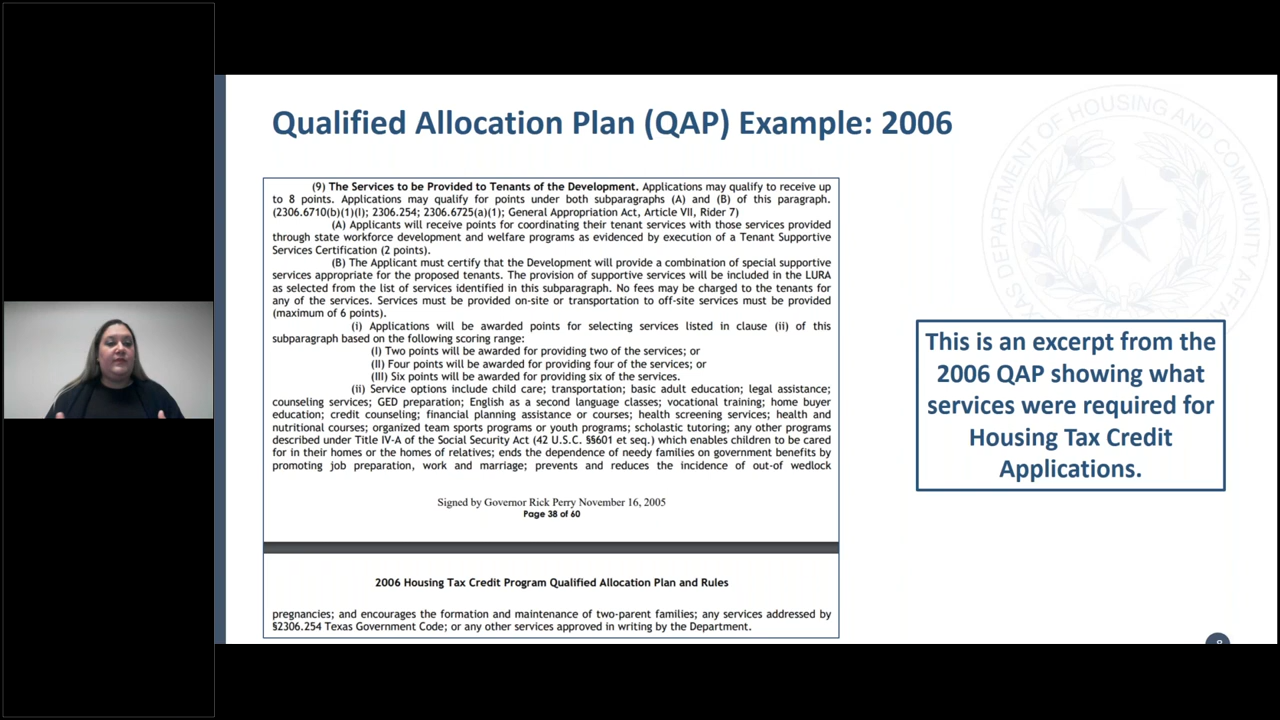 Qualified Allocation Plan (QAP) Example: 2006
(9) The Services to be Provided to Tenants of the Development. Applications may qualify to receive up
to 8 points. Applications may qualify for points under both subparagraphs (A) and (B) of this paragraph.
(2306.6710(b)(1)(I); 2306.254; 2306.6725(a)(1); General Appropriation Act, Article VII, Rider 7)
(A) Applicants will receive points for coordinating their tenant services with those services provided
through state workforce development and welfare programs as evidenced by execution of a Tenant Supportive
Services Certification (2 points).
(B) The Applicant must certify that the Development will provide a combination of special supportive
services appropriate for the proposed tenants. The provision of supportive services will be included in the LURA
as selected from the list of services identified in this subparagraph. No fees may be charged to the tenants for
any of the services. Services must be provided on-site or transportation to off-site services must be provided
(maximum of 6 points).
(i) Applications will be awarded points for selecting services listed in clause (ii) of this
subparagraph based on the following scoring range:
(I) Two points will be awarded for providing two of the services; or
(II) Four points will be awarded for providing four of the services; or
(III) Six points will be awarded for providing six of the services.
(ii) Service options include child care; transportation; basic adult education; legal assistance;
counseling services; GED preparation; English as a second language classes; vocational training; home buyer
education; credit counseling; financial planning assistance or courses; health screening services; health and
nutritional courses; organized team sports programs or youth programs; scholastic tutoring; any other programs
described under Title IV-A of the Social Security Act (42 U.S.C. §§601 et seq.) which enables children to be cared
for in their homes or the homes of relatives; ends the dependence of needy families on government benefits by
promoting job preparation, work and marriage; prevents and reduces the incidence of out-of wedlock
Signed by Governor Rick Perry November 16, 2005
Page 38 of 60
2006 Housing Tax Credit Program Qualified Allocation Plan and Rules
pregnancies; and encourages the formation and maintenance of two-parent families; any services addressed by
§2306.254 Texas Government Code; or any other services approved in writing by the Department.
This is an excerpt from the
2006 QAP showing what
services were required for
Housing Tax Credit
Applications.
DEPARTMENT OF HOUSING AND COMMUNITY